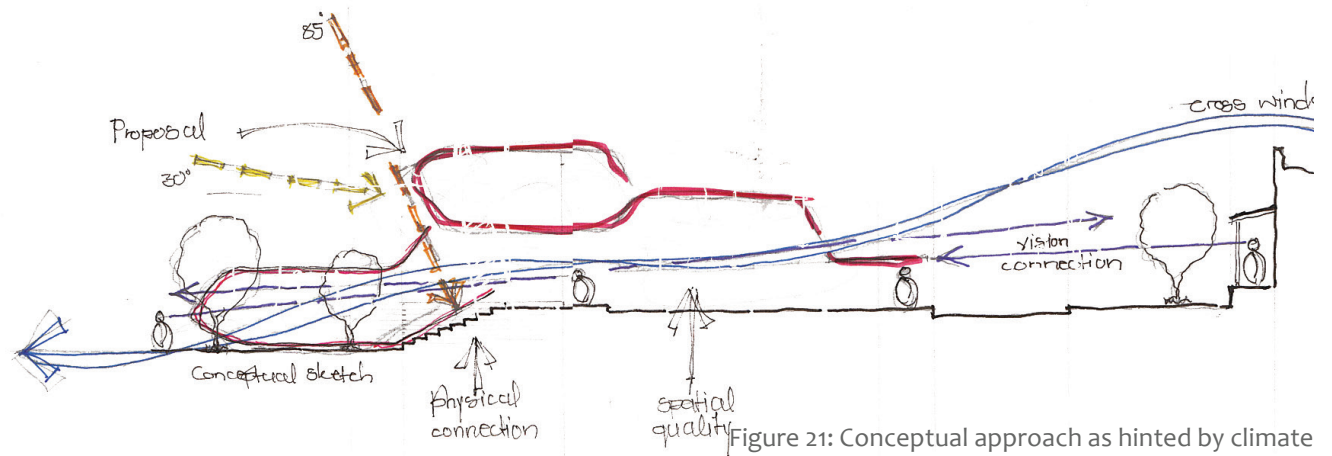 85°
Proposal
30°
cross wind
vision
connection
Conceptual sketch
physical
connection
spatial
quality
Figure 21: Conceptual approach as hinted by climate